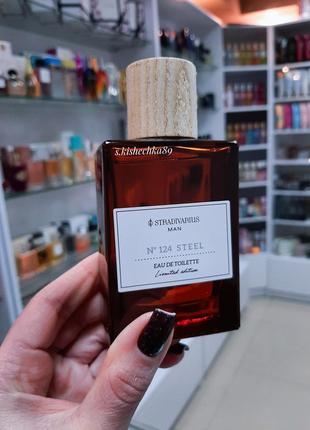 s.kishechka89
STRADIVARIUS
MAN
Nº 124 STEEL
EAU DE TOILETTE
Limited edition